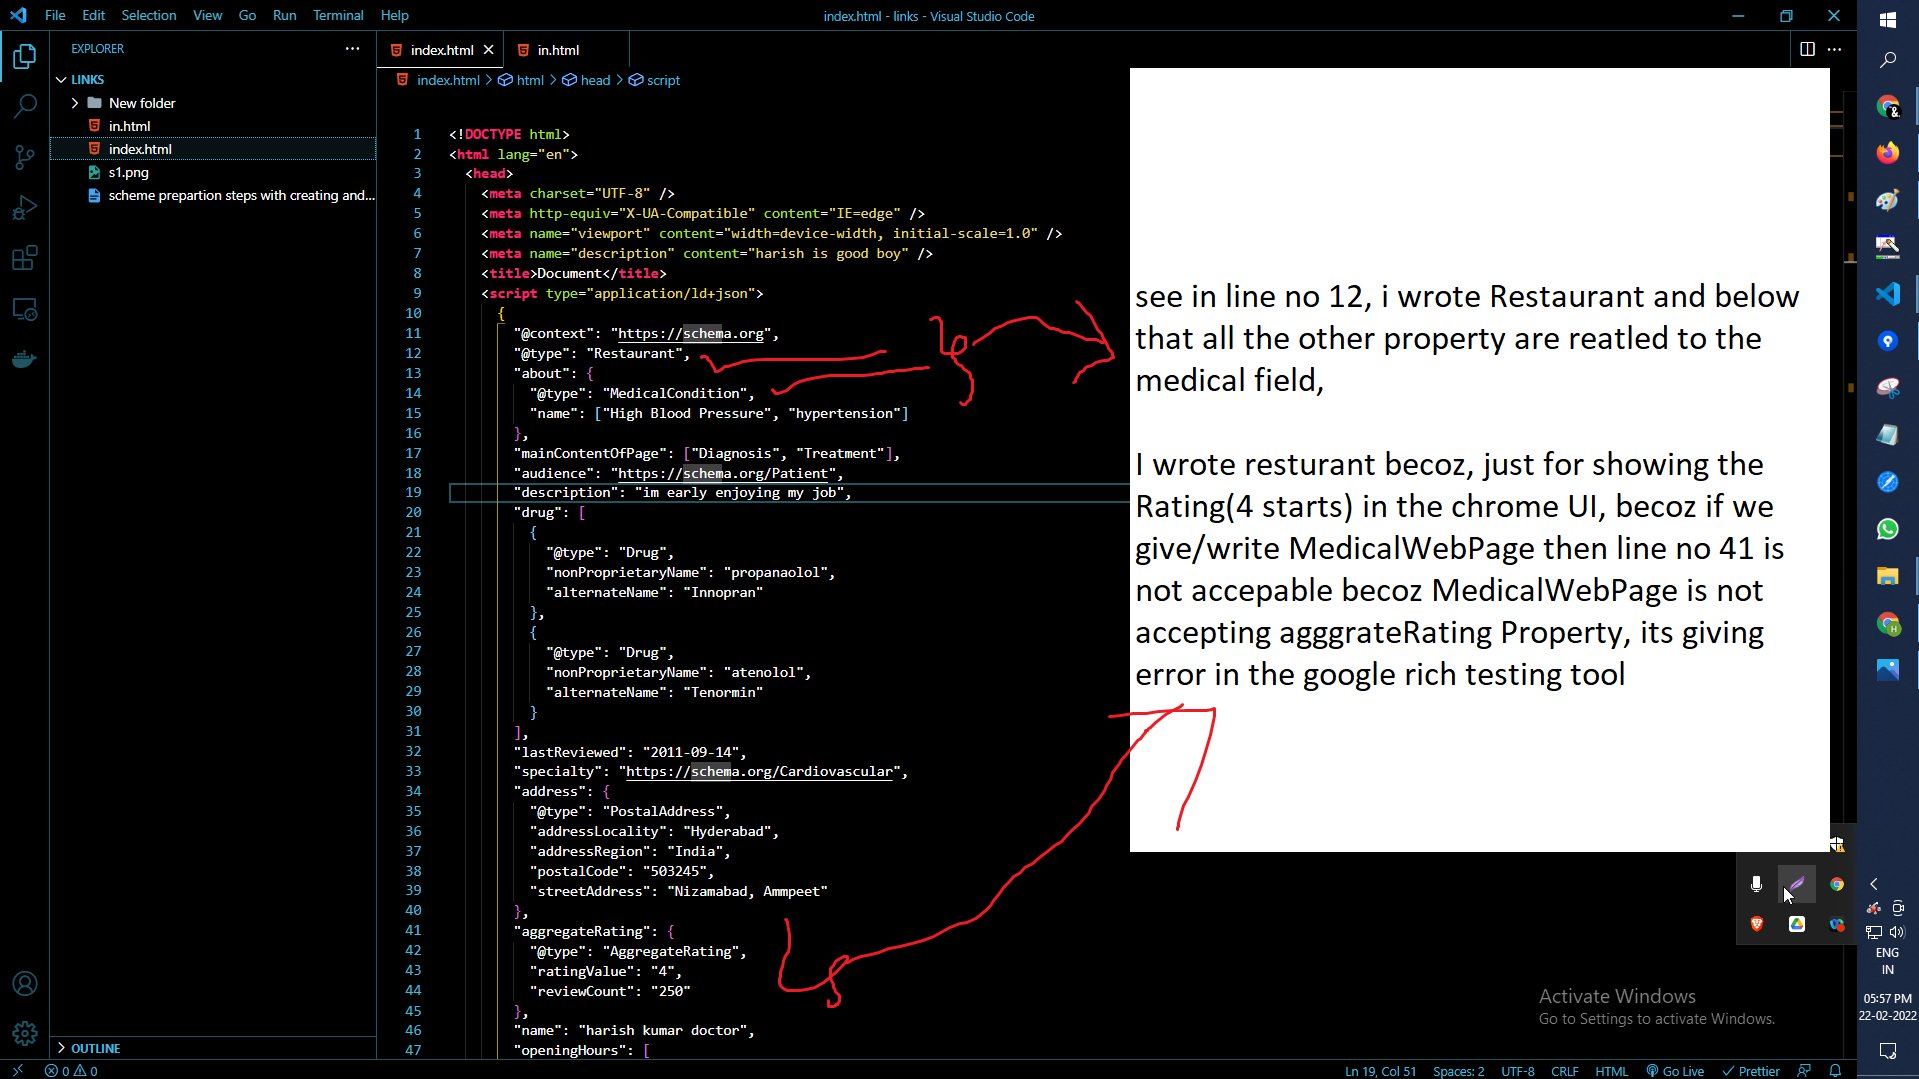 File Edit Selection View Go Run Terminal Help
index.html - links - Visual Studio Code
EXPLORER
LINKS
New folder
in.html
index.html
s1.png
scheme prepartion steps with creating and...
OUTLINE
index.html
in.html
index.html > html > head > script
1 <!DOCTYPE html>
2 <html lang="en">
3 <head>
4 <meta charset="UTF-8" />
5 <meta http-equiv="X-UA-Compatible" content="IE=edge" />
6 <meta name="viewport" content="width=device-width, initial-scale=1.0" />
7 <meta name="description" content="harish is good boy" />
8 <title>Document</title>
9 <script type="application/ld+json">
10 {
11 "@context": "https://schema.org",
12 "@type": "Restaurant",
13 "about": {
14 "@type": "MedicalCondition",
15 "name": ["High Blood Pressure", "hypertension"]
16 },
17 "mainContentOfPage": ["Diagnosis", "Treatment"],
18 "audience": "https://schema.org/Patient",
19 "description": "im early enjoying my job",
20 "drug": [
21 {
22 "@type": "Drug",
23 "nonProprietaryName": "propanaolol",
24 "alternateName": "Innopran"
25 },
26 {
27 "@type": "Drug",
28 "nonProprietaryName": "atenolol",
29 "alternateName": "Tenormin"
30 }
31 ],
32 "lastReviewed": "2011-09-14",
33 "specialty": "https://schema.org/Cardiovascular",
34 "address": {
35 "@type": "PostalAddress",
36 "addressLocality": "Hyderabad",
37 "addressRegion": "India",
38 "postalCode": "503245",
39 "streetAddress": "Nizamabad, Ammpeet"
40 },
41 "aggregateRating": {
42 "@type": "AggregateRating",
43 "ratingValue": "4",
44 "reviewCount": "250"
45 },
46 "name": "harish kumar doctor",
47 "openingHours": [
see in line no 12, i wrote Restaurant and below
that all the other property are reatled to the
medical field,
I wrote resturant becoz, just for showing the
Rating(4 starts) in the chrome UI, becoz if we
give/write MedicalWebPage then line no 41 is
not accepable becoz MedicalWebPage is not
accepting agggrateRating Property, its giving
error in the google rich testing tool
Activate Windows
Go to Settings to activate Windows.
ENG
IN
05:57 PM
22-02-2022
0 0
Ln 19, Col 51 Spaces: 2 UTF-8 CRLF HTML Go Live Prettier